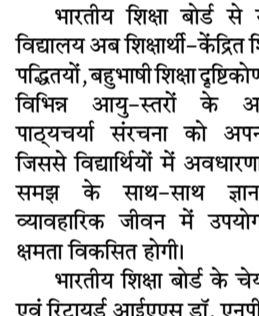 भारतीय शिक्षा बोर्ड से
विद्यालय अब शिक्षार्थी-केंद्रित
पद्धतियों, बहुभाषी शिक्षा दृष्टिकोण
विभिन्न आयु-स्तरों के
पाठ्यचर्या संरचना को
जिससे विद्यार्थियों में अवधारणा
समझ के साथ-साथ ज्ञान
व्यावहारिक जीवन में उपयोग
क्षमता विकसित होगी।
भारतीय शिक्षा बोर्ड के
एवं रिटायर्ड आईएएस डॉ. एनपी